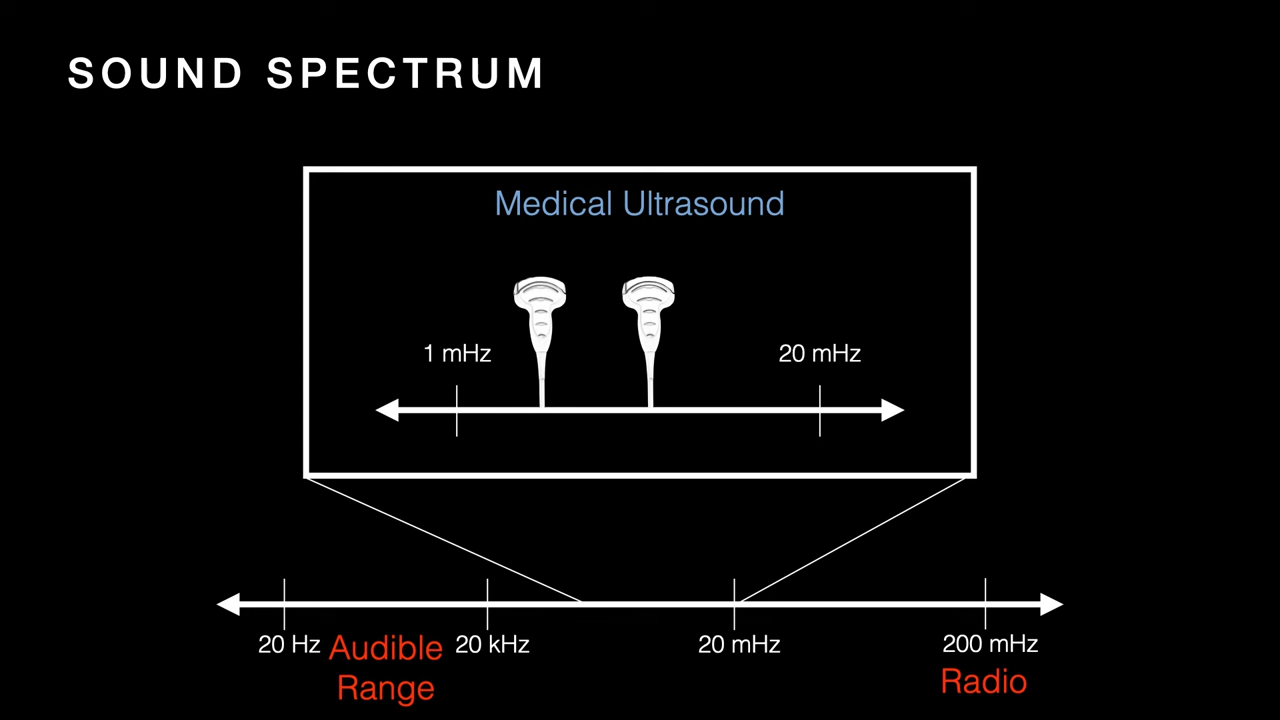 SOUND SPECTRUM
Medical Ultrasound
1 mHz
20 mHz
20 Hz
Audible
Range
20 kHz
20 mHz
200 mHz
Radio